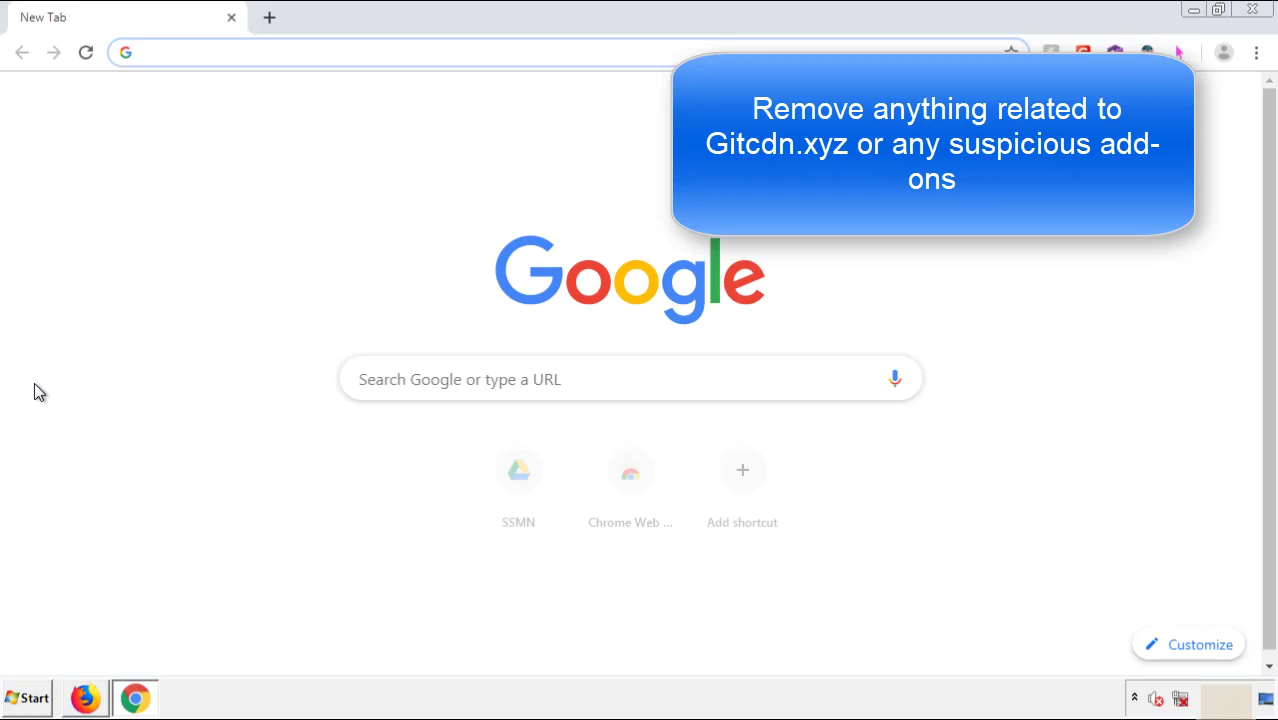 New Tab
Remove anything related to
Gitcdn.xyz or any suspicious add-
ons
Google
Search Google or type a URL
SSMN
Chrome Web ...
Add shortcut
Customize
Start